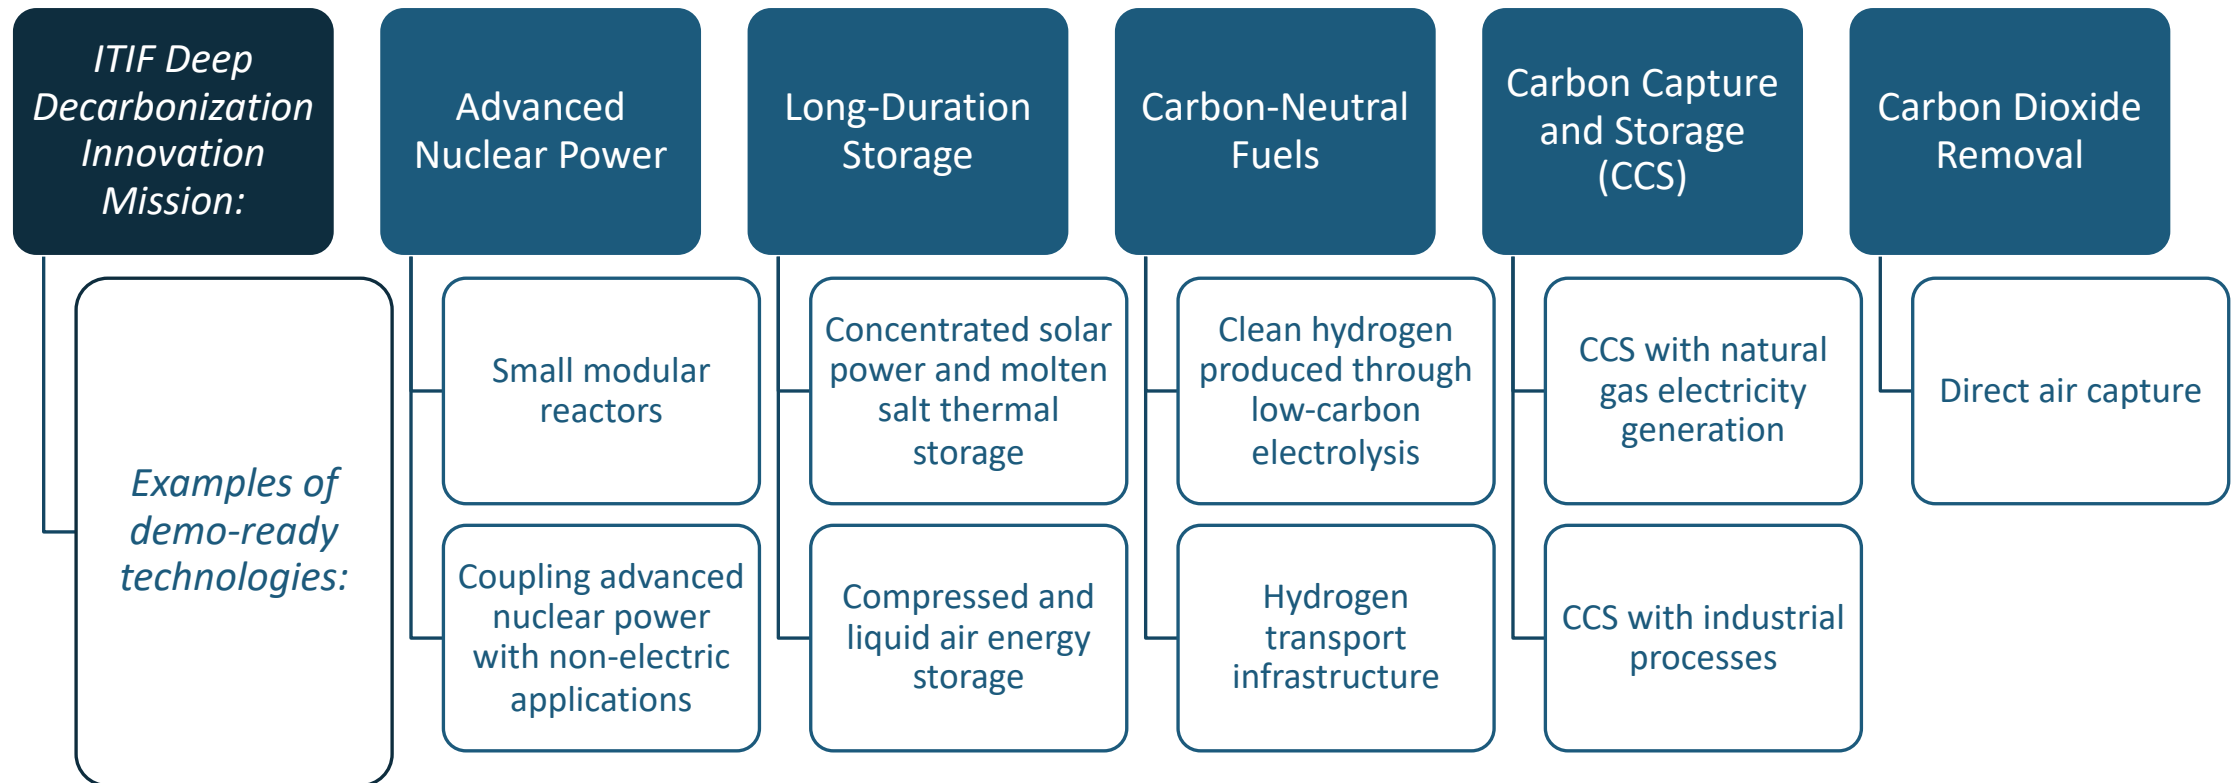 ITIF Deep
Decarbonization
Innovation
Mission:
Examples of
demo-ready
technologies:
Advanced
Nuclear Power
Small modular
reactors
Coupling advanced
nuclear power
with non-electric
applications
Long-Duration
Storage
Concentrated solar
power and molten
salt thermal
storage
Compressed and
liquid air energy
storage
Carbon-Neutral
Fuels
Clean hydrogen
produced through
low-carbon
electrolysis
Hydrogen
transport
infrastructure
Carbon Capture
and Storage
(CCS)
CCS with natural
gas electricity
generation
CCS with industrial
processes
Carbon Dioxide
Removal
Direct air capture